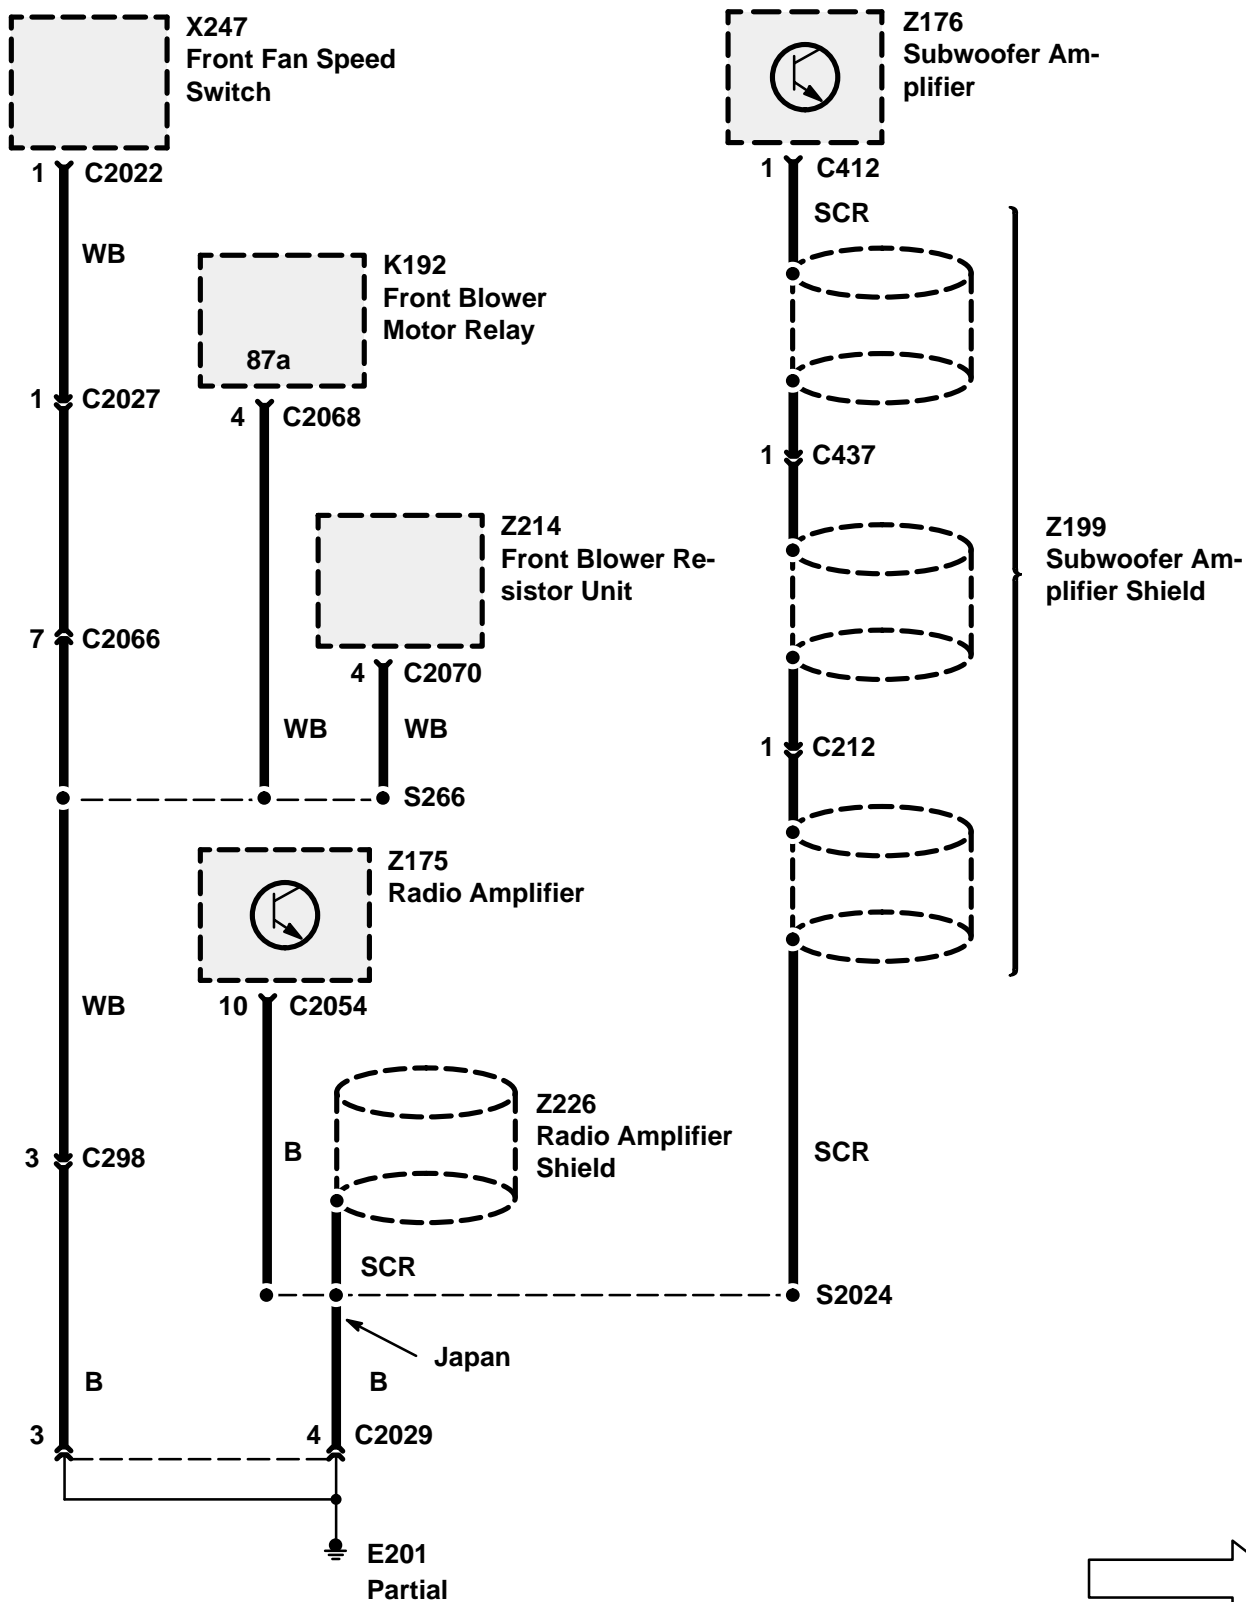 X247
Front Fan Speed
Switch
Z176
Subwoofer Am-
plifier
1 C2022
1 C412
SCR
WB
K192
Front Blower
Motor Relay
87a
1 C2027
4 C2068
1 C437
Z214
Front Blower Re-
sistor Unit
Z199
Subwoofer Am-
plifier Shield
7 C2066
4 C2070
WB
WB
1 C212
S266
Z175
Radio Amplifier
WB
10 C2054
Z226
Radio Amplifier
Shield
B
SCR
3 C298
SCR
S2024
Japan
B
B
3
4 C2029
E201
Partial